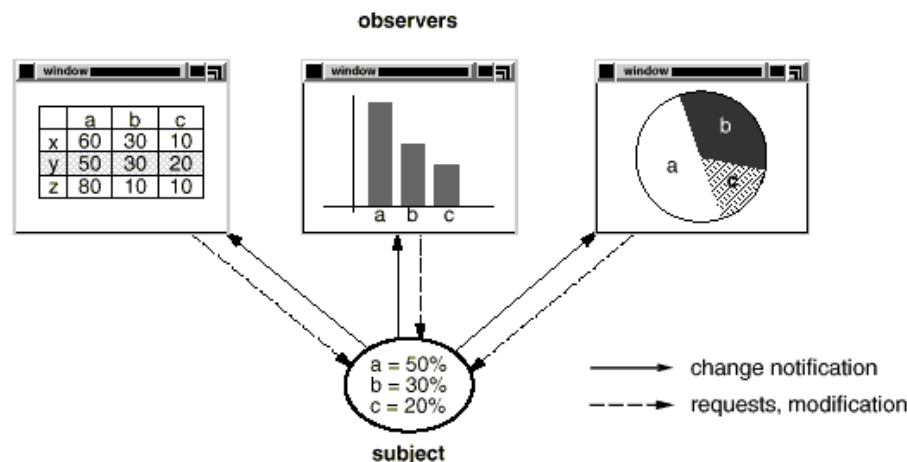 observers
window
window
window
a b c
x 60 30 10
y 50 30 20
z 80 10 10
a b c
a
b
c
a = 50%
b = 30%
c = 20%
subject
change notification
requests, modification